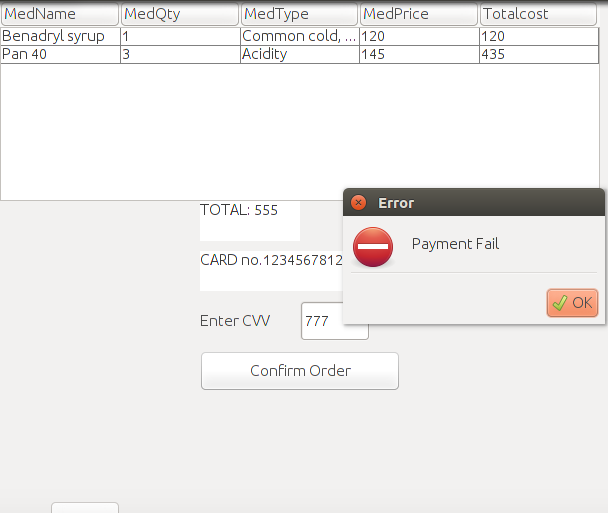 MedName MedQty MedType MedPrice Totalcost
Benadryl syrup 1 Common cold, ... 120 120
Pan 40 3 Acidity 145 435
TOTAL: 555
Error
Payment Fail
CARD no.1234567812
OK
Enter CVV 777
Confirm Order